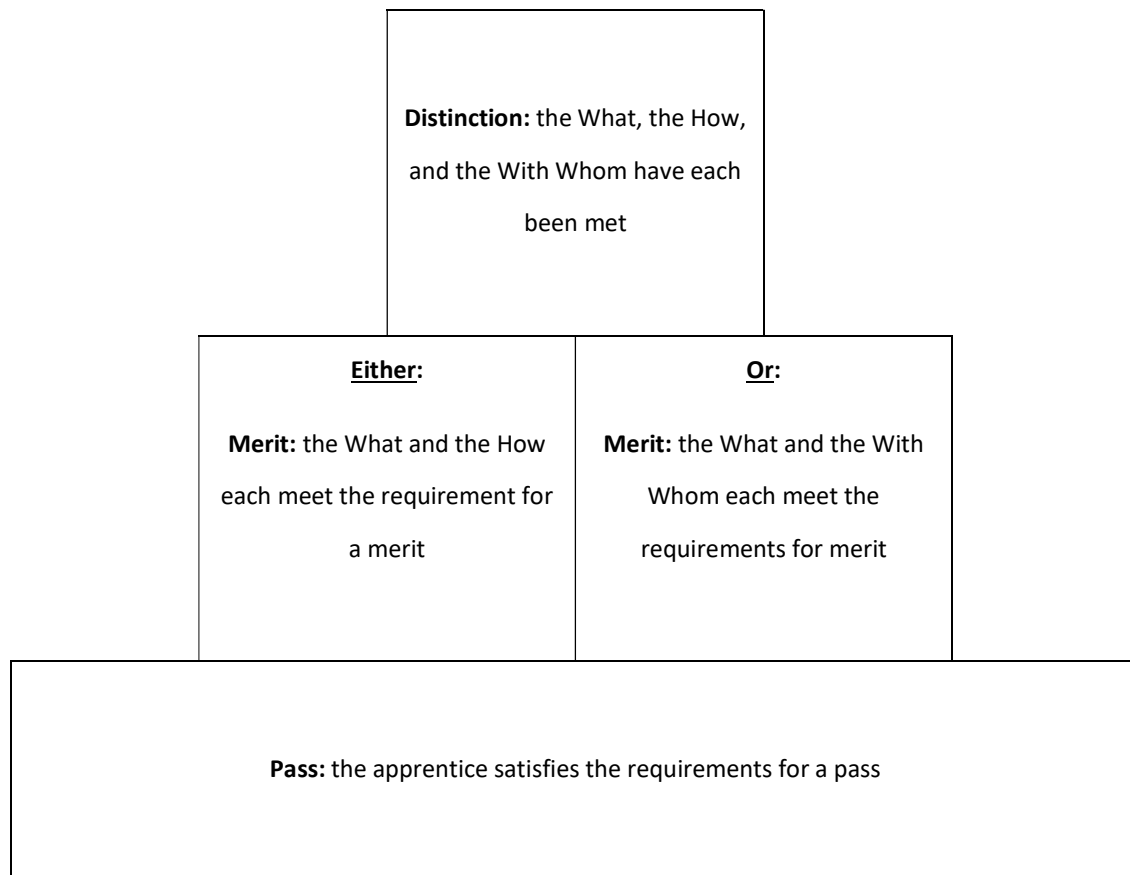 Distinction: the What, the How,
and the With Whom have each
been met
Either:
Merit: the What and the How
each meet the requirement for
a merit
Or:
Merit: the What and the With
Whom each meet the
requirements for merit
Pass: the apprentice satisfies the requirements for a pass